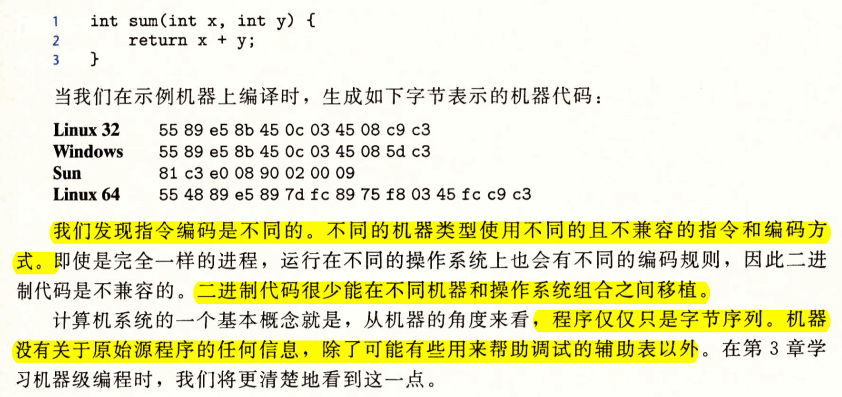 1 int sum(int x, int y) {
2 return x + y;
3 }
当我们在示例机器上编译时，生成如下字节表示的机器代码：
Linux 32 55 89 e5 8b 45 0c 03 45 08 c9 c3
Windows 55 89 e5 8b 45 0c 03 45 08 5d c3
Sun 81 c3 e0 08 90 02 00 09
Linux 64 55 48 89 e5 89 7d fc 89 75 f8 03 45 fc c9 c3
我们发现指令编码是不同的。不同的机器类型使用不同的且不兼容的指令和编码方
式。即使是完全一样的进程，运行在不同的操作系统上也会有不同的编码规则，因此二进
制代码是不兼容的。二进制代码很少能在不同机器和操作系统组合之间移植。
计算机系统的一个基本概念就是，从机器的角度来看，程序仅仅只是字节序列。机器
没有关于原始源程序的任何信息，除了可能有些用来帮助调试的辅助表以外。在第 3 章学
习机器级编程时，我们将更清楚地看到这一点。